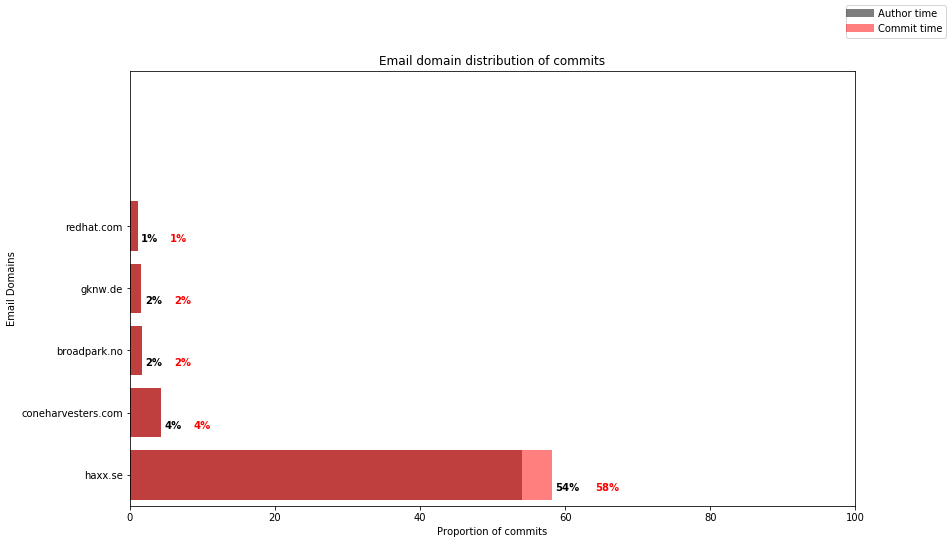 Author time
Commit time
Email domain distribution of commits
Email Domains
redhat.com
1% 1%
gknw.de
2% 2%
broadpark.no
2% 2%
coneharvesters.com
4% 4%
haxx.se
54% 58%
0 20 40 60 80 100
Proportion of commits